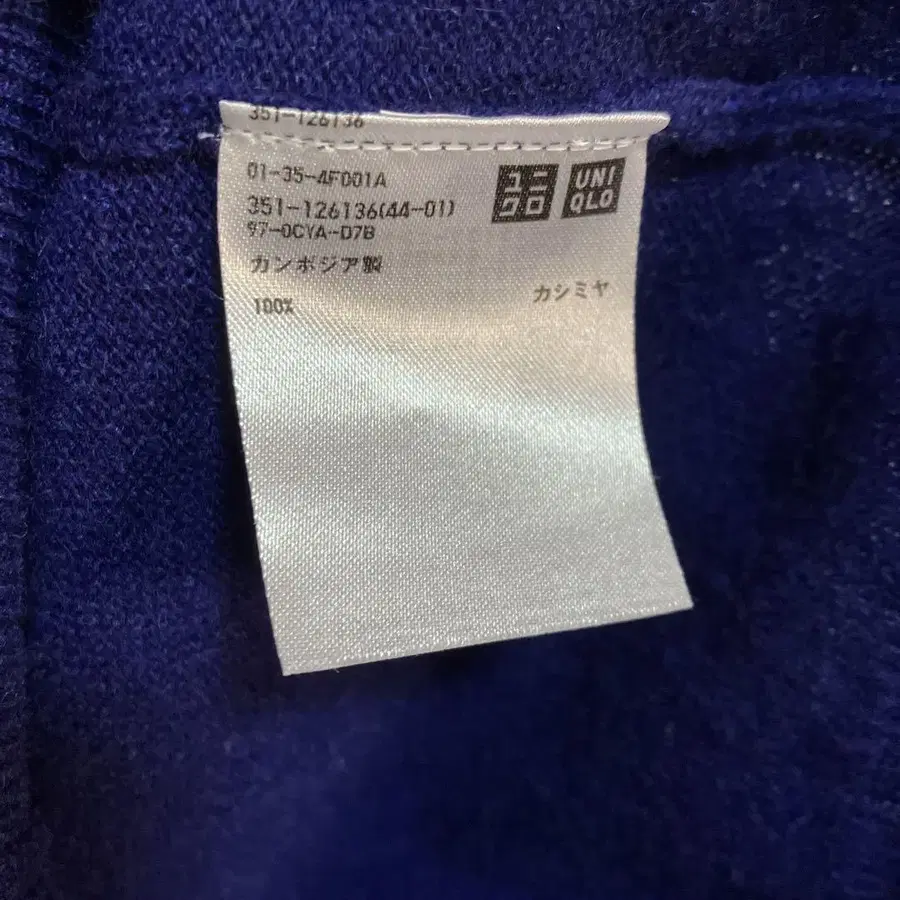 351-126136
01-35-4F001A
351-126136(44-01)
97-0CYA-D7B
カンボジア製
カシミヤ
100%
ユニ
クロ
UNI
QLO